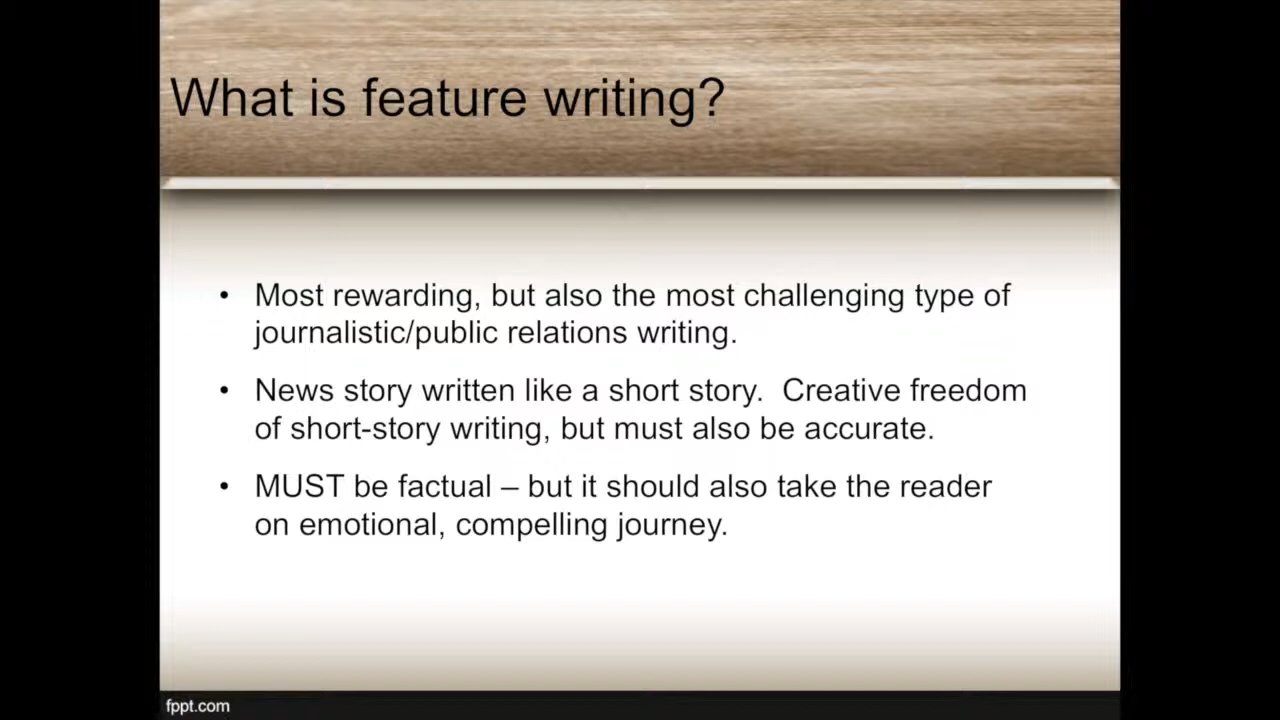 What is feature writing?
• Most rewarding, but also the most challenging type of
journalistic/public relations writing.
• News story written like a short story.  Creative freedom
of short-story writing, but must also be accurate.
• MUST be factual – but it should also take the reader
on emotional, compelling journey.
fppt.com